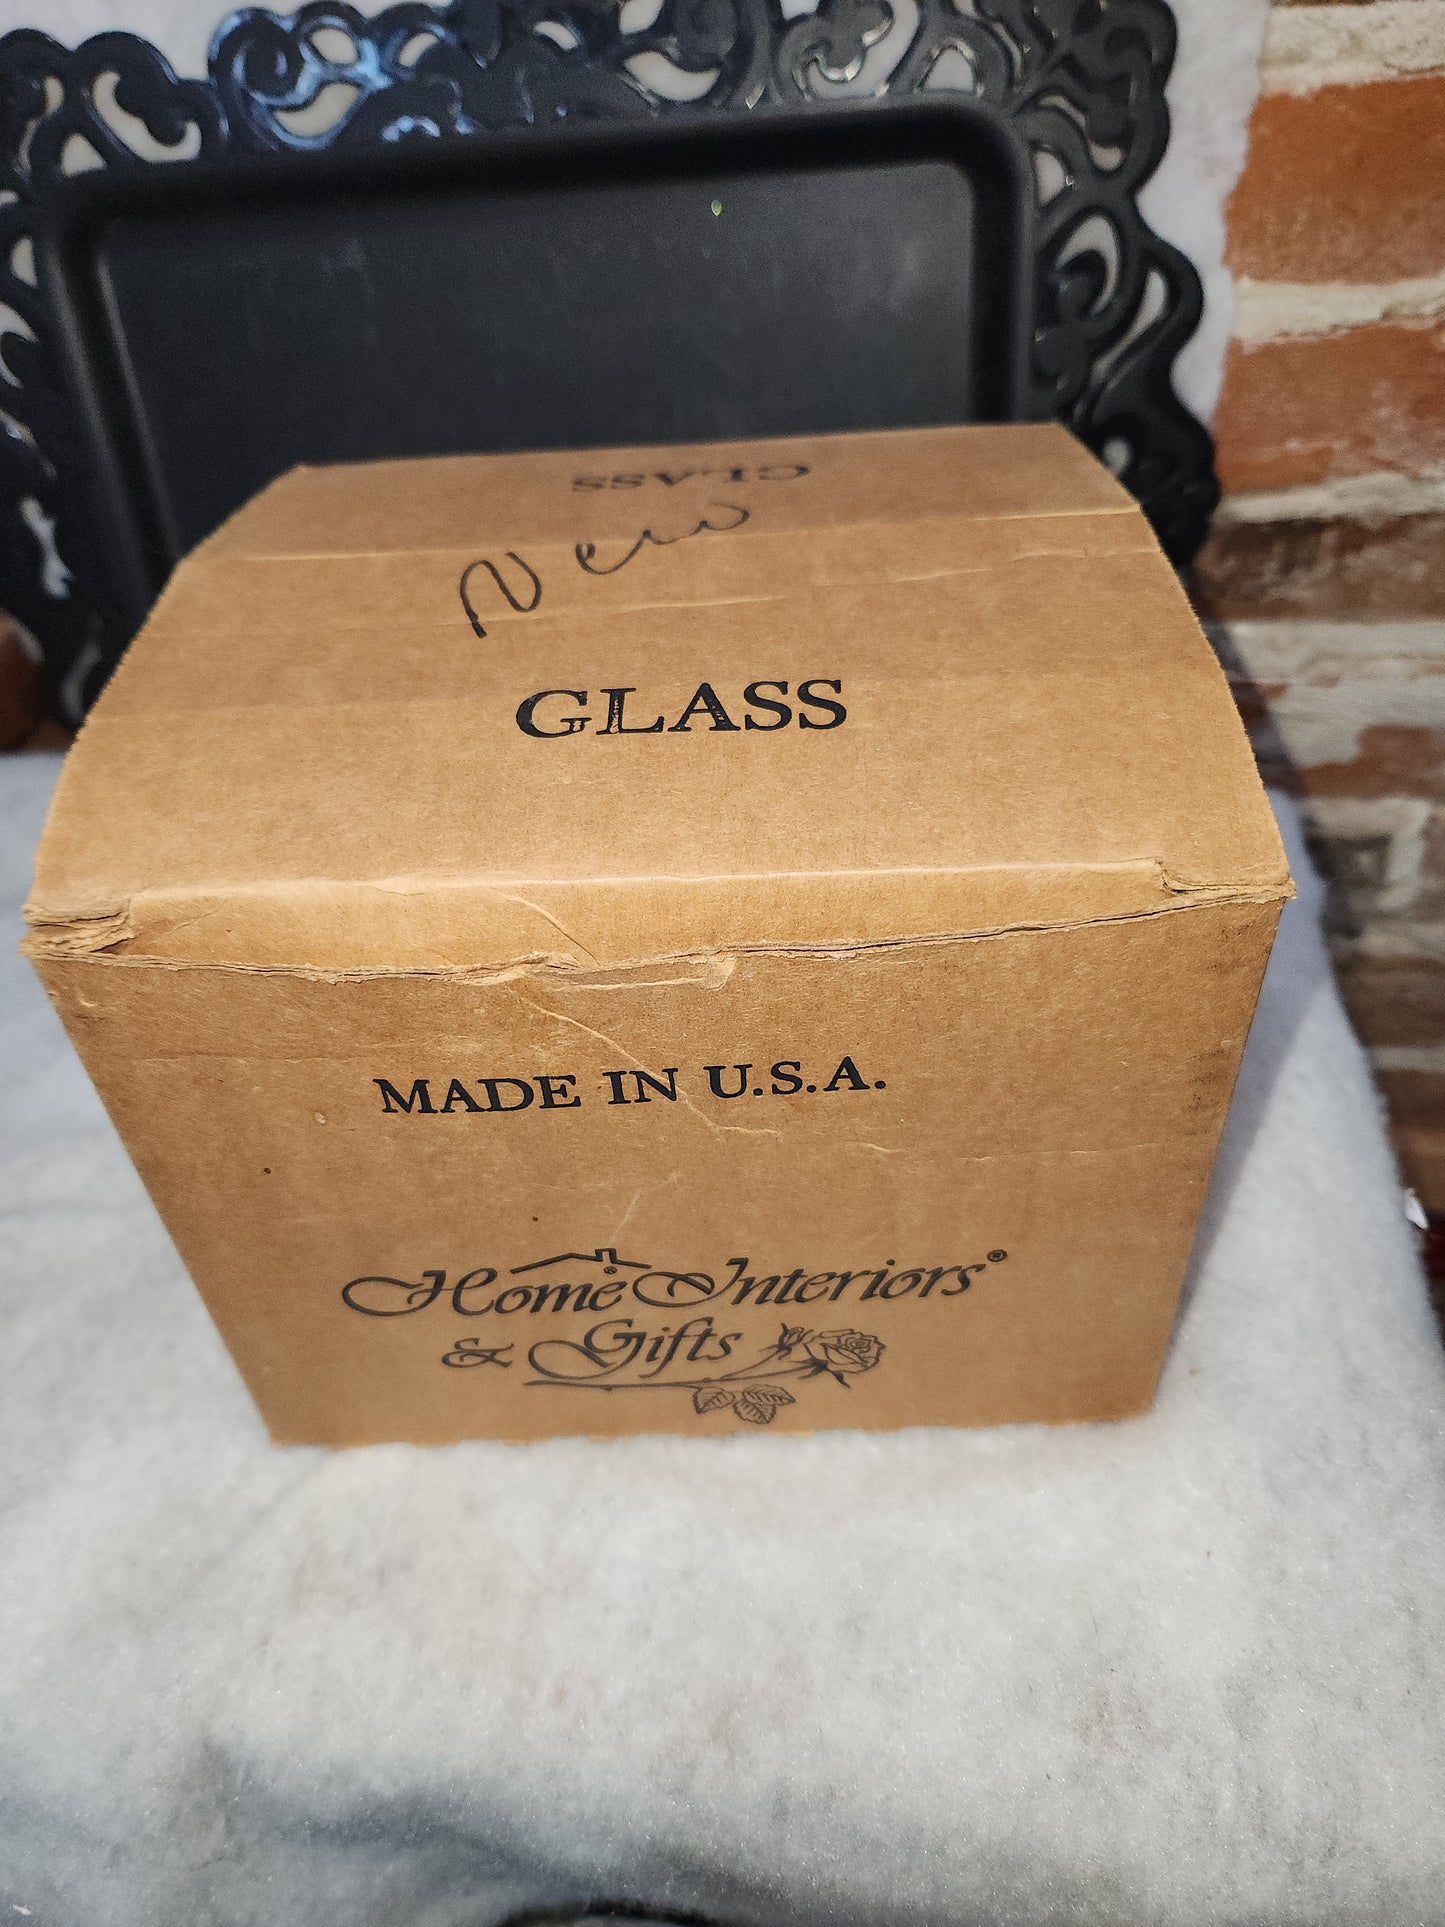 GLASS
New
GLASS
MADE IN U.S.A.
Home Interiors®
& Gifts